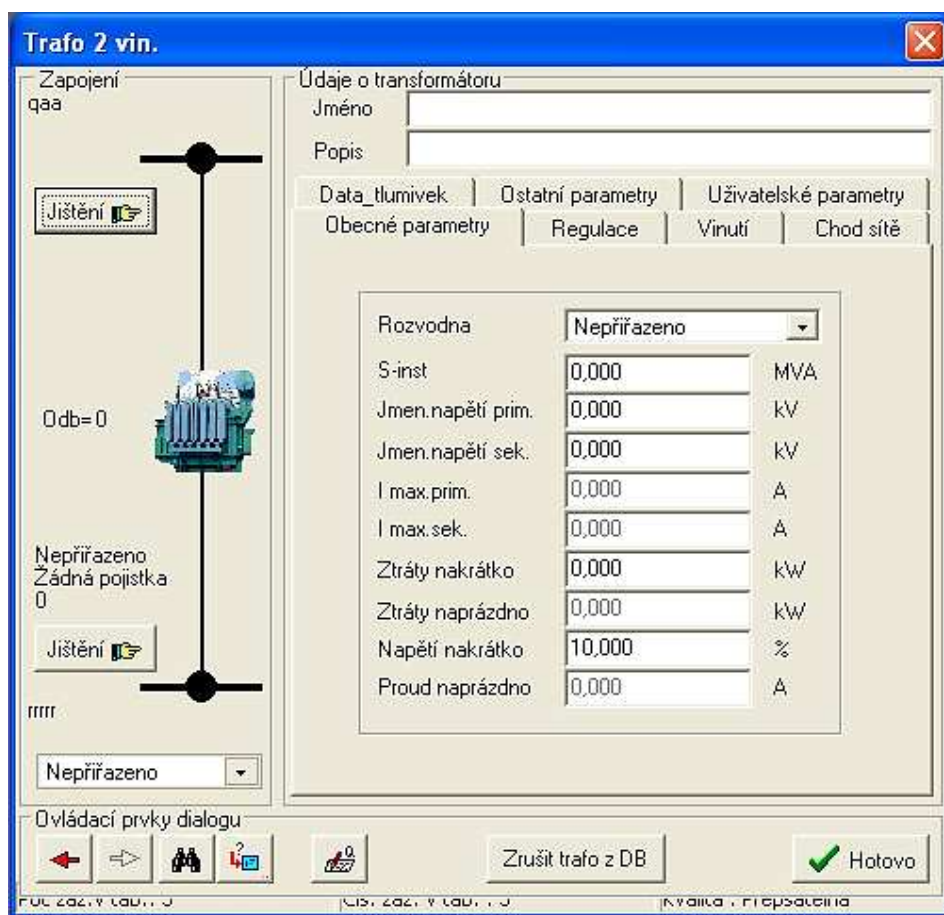 Trafo 2 vin.
Zapojení
qaa
Jištění
Odb= 0
Nepřiřazeno
Žádná pojistka
0
Jištění
rrrrr
Nepřiřazeno
Údaje o transformátoru
Jméno
Popis
Data_tlumivek Ostatní parametry Uživatelské parametry
Obecné parametry Regulace Vinutí Chod sítě
Rozvodna Nepřiřazeno
S-inst 0,000 MVA
Jmen.napětí prim. 0,000 kV
Jmen.napětí sek. 0,000 kV
I max.prim. 0,000 A
I max.sek. 0,000 A
Ztráty nakrátko 0,000 kW
Ztráty naprázdno 0,000 kW
Napětí nakrátko 10,000 %
Proud naprázdno 0,000 A
Ovládací prvky dialogu
Zrušit trafo z DB Hotovo